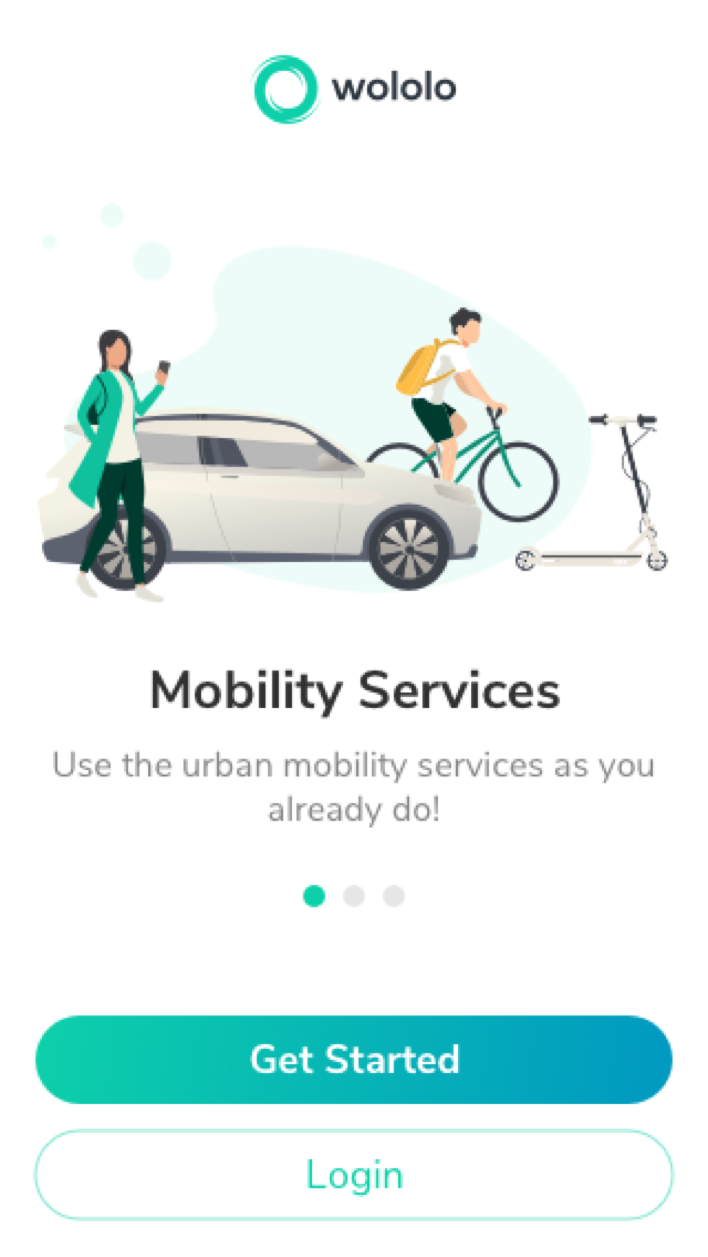 wololo
Mobility Services
Use the urban mobility services as you
already do!
Get Started
Login